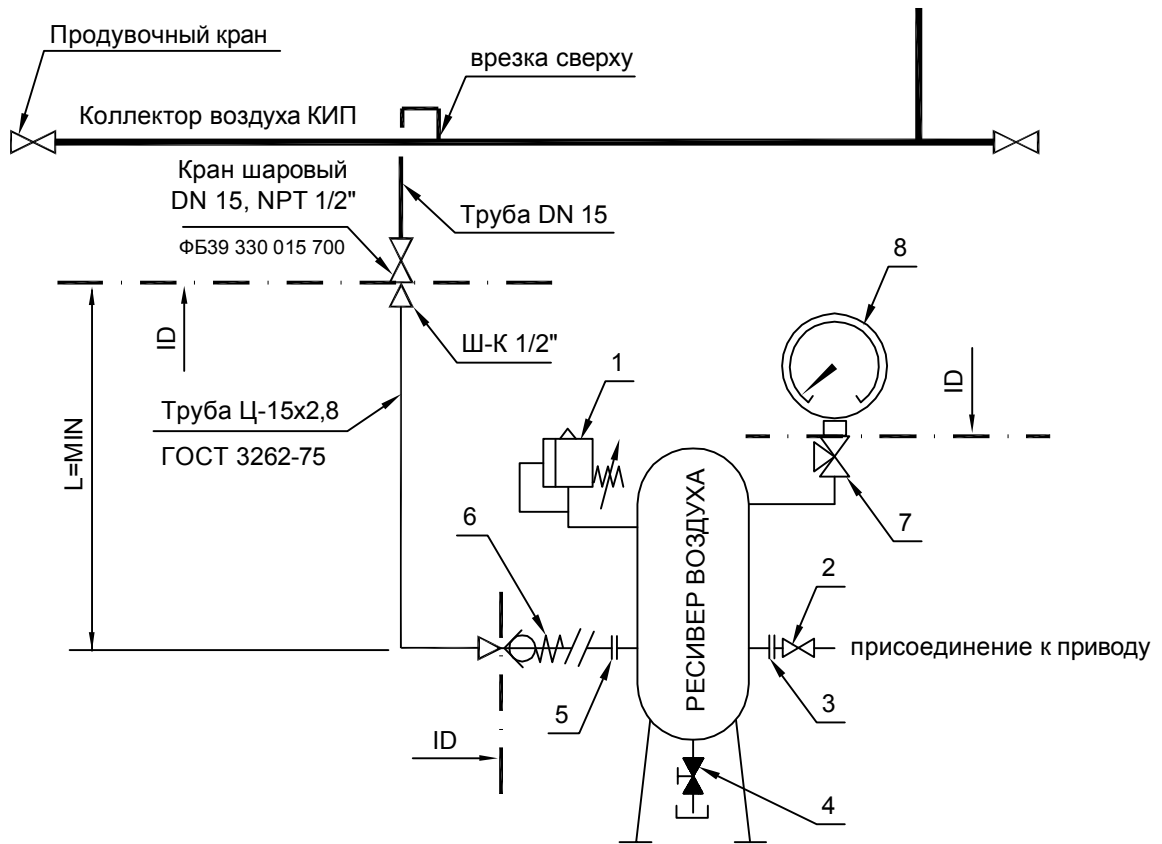 Продувочный кран
врезка сверху
Коллектор воздуха КИП
Кран шаровый
DN 15, NPT 1/2"
ФБ39 330 015 700
Труба DN 15
8
ID
Ш-К 1/2"
1
ID
Труба Ц-15x2,8
ГОСТ 3262-75
L=MIN
6
РЕСИВЕР ВОЗДУХА
7
2
присоединение к приводу
5
3
ID
4